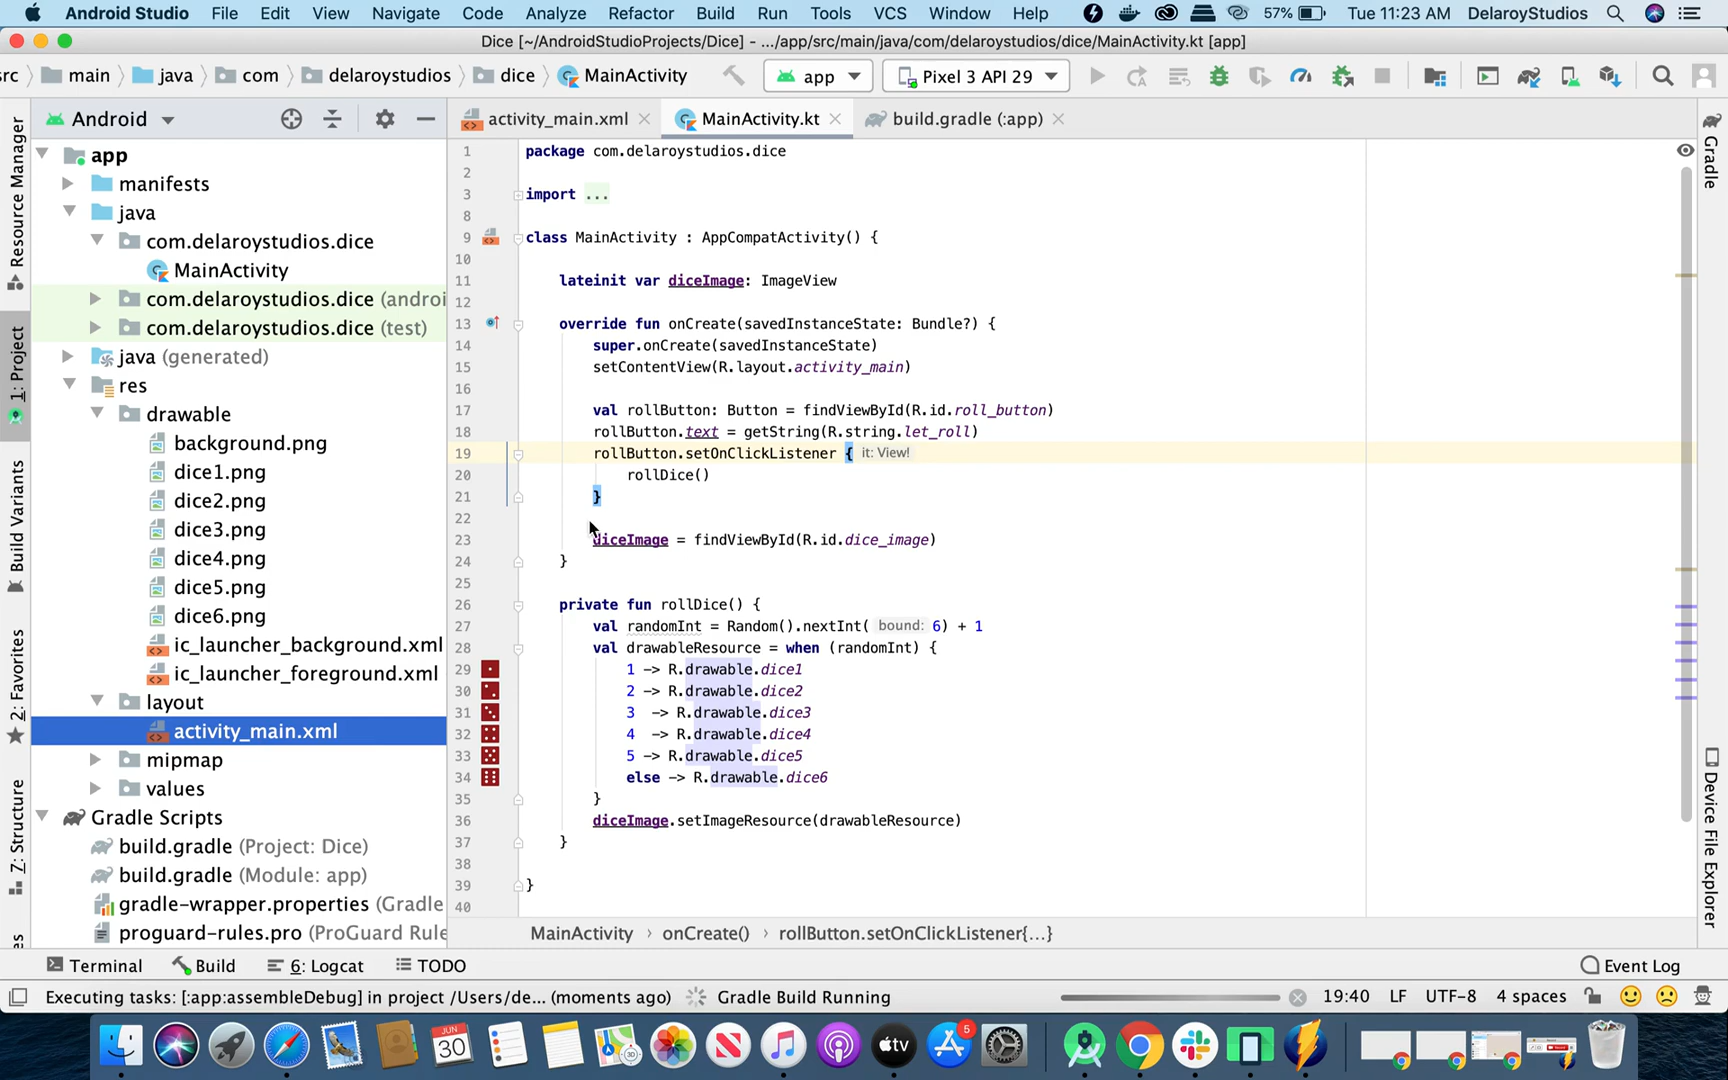 Android Studio File Edit View Navigate Code Analyze Refactor Build Run Tools VCS Window Help 57% Tue 11:23 AM DelaroyStudios
Dice [~/AndroidStudioProjects/Dice] - .../app/src/main/java/com/delaroystudios/dice/MainActivity.kt [app]
src main java com delaroystudios dice MainActivity app Pixel 3 API 29
Android activity_main.xml MainActivity.kt build.gradle (:app)
Resource Manager
1: Project
Build Variants
2: Favorites
Z: Structure
app
manifests
java
com.delaroystudios.dice
MainActivity
com.delaroystudios.dice (androi
com.delaroystudios.dice (test)
java (generated)
res
drawable
background.png
dice1.png
dice2.png
dice3.png
dice4.png
dice5.png
dice6.png
ic_launcher_background.xml
ic_launcher_foreground.xml
layout
activity_main.xml
mipmap
values
Gradle Scripts
build.gradle (Project: Dice)
build.gradle (Module: app)
gradle-wrapper.properties (Gradle
proguard-rules.pro (ProGuard Rule
1 package com.delaroystudios.dice
2
3 import ...
8
9 class MainActivity : AppCompatActivity() {
10
11 lateinit var diceImage: ImageView
12
13 override fun onCreate(savedInstanceState: Bundle?) {
14 super.onCreate(savedInstanceState)
15 setContentView(R.layout.activity_main)
16
17 val rollButton: Button = findViewById(R.id.roll_button)
18 rollButton.text = getString(R.string.let_roll)
19 rollButton.setOnClickListener { it: View!
20 rollDice()
21 }
22
23 diceImage = findViewById(R.id.dice_image)
24 }
25
26 private fun rollDice() {
27 val randomInt = Random().nextInt( bound: 6) + 1
28 val drawableResource = when (randomInt) {
29 1 -> R.drawable.dice1
30 2 -> R.drawable.dice2
31 3 -> R.drawable.dice3
32 4 -> R.drawable.dice4
33 5 -> R.drawable.dice5
34 else -> R.drawable.dice6
35 }
36 diceImage.setImageResource(drawableResource)
37 }
38
39 }
40
Gradle
Device File Explorer
MainActivity › onCreate() › rollButton.setOnClickListener{...}
Terminal Build 6: Logcat TODO Event Log
Executing tasks: [:app:assembleDebug] in project /Users/de... (moments ago) Gradle Build Running 19:40 LF UTF-8 4 spaces
JUN
30
tv
5